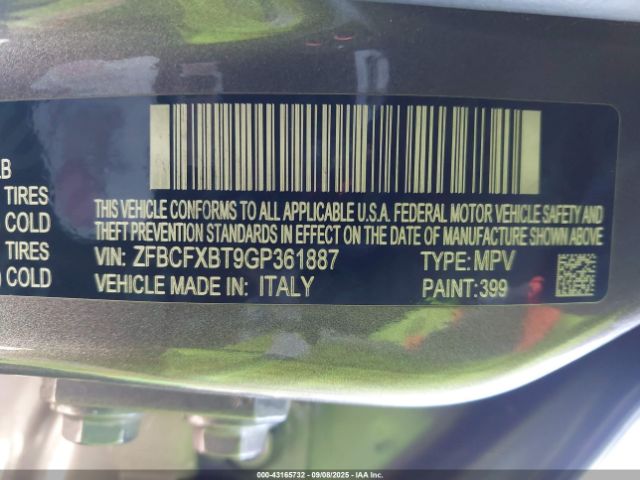 LB
TIRES
COLD
TIRES
) COLD
THIS VEHICLE CONFORMS TO ALL APPLICABLE U.S.A. FEDERAL MOTOR VEHICLE SAFETY AND
THEFT PREVENTION STANDARDS IN EFFECT ON THE DATE OF MANUFACTURE SHOWN ABOVE.
VIN: ZFBCFXBT9GP361887 TYPE: MPV
VEHICLE MADE IN: ITALY PAINT: 399
000-43165732 - 09/08/2025 - IAA Inc.